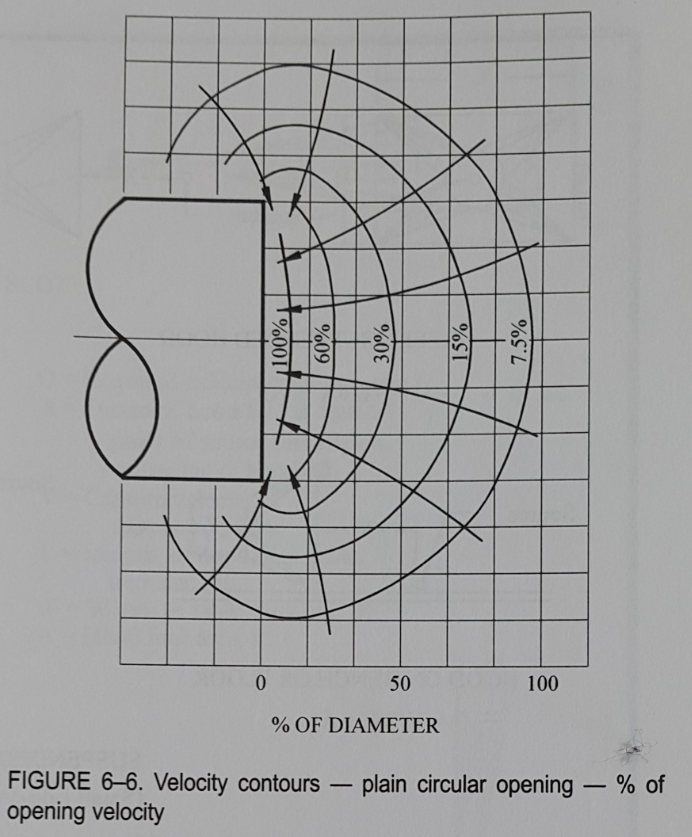 100% 60% 30% 15% 7.5%
0 50 100
% OF DIAMETER
FIGURE 6–6. Velocity contours — plain circular opening — % of
opening velocity